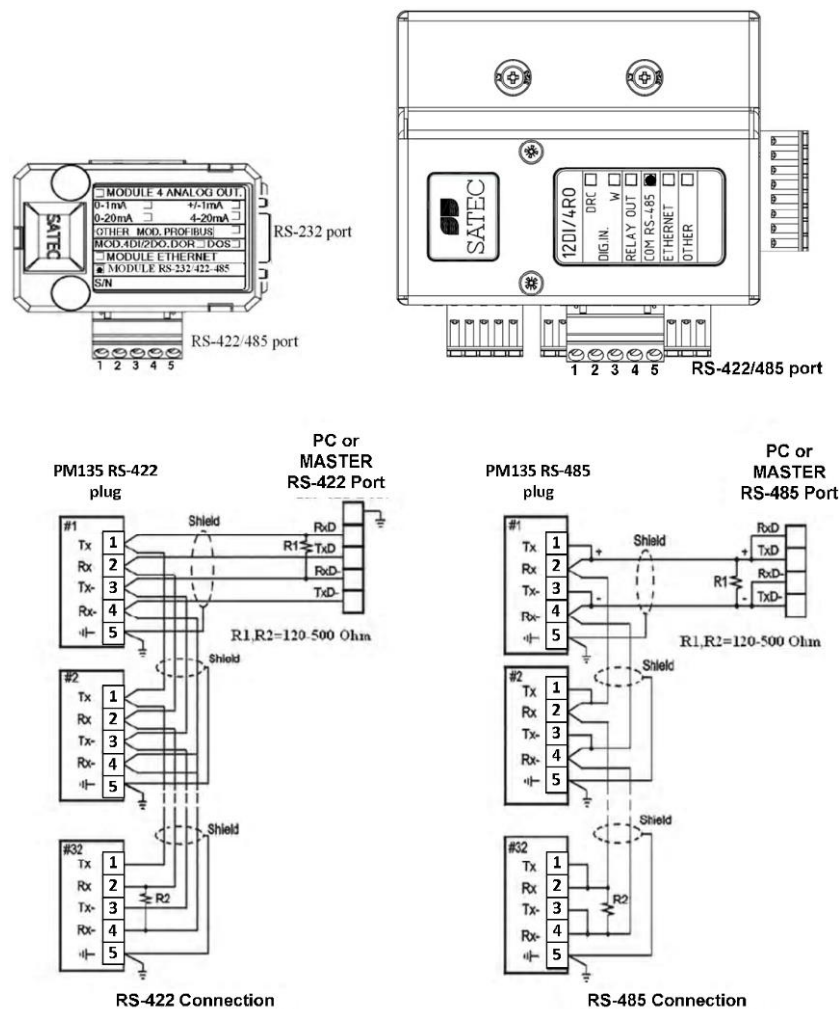 MODULE 4 ANALOG OUT.
0-1mA +/-1mA
0-20mA 4-20mA
OTHER MOD. PROFIBUS
MOD.4DI/2DO.DOR DOS
MODULE ETHERNET
MODULE RS-232/422-485
S/N
SATEC
RS-232 port
RS-422/485 port
1 2 3 4 5
SATEC
12DI/4RO
DIG.IN. DRC
W
RELAY OUT
COM RS-485
ETHERNET
OTHER
1 2 3 4 5
RS-422/485 port
PM135 RS-422
plug
PC or
MASTER
RS-422 Port
#1
Tx 1
Rx 2
Tx- 3
Rx- 4
5
Shield
R1
RxD
TxD
RxD-
TxD-
R1,R2=120-500 Ohm
Shield
#2
Tx 1
Rx 2
Tx- 3
Rx- 4
5
Shield
#32
Tx 1
Rx 2
Tx- 3
Rx- 4
5
R2
RS-422 Connection
PM135 RS-485
plug
PC or
MASTER
RS-485 Port
#1
Tx 1
Rx 2
Tx- 3
Rx- 4
5
+
-
Shield
+
-
R1
RxD
TxD
RxD-
TxD-
R1,R2=120-500 Ohm
Shield
#2
Tx 1
Rx 2
Tx- 3
Rx- 4
5
Shield
#32
Tx 1
Rx 2
Tx- 3
Rx- 4
5
R2
RS-485 Connection